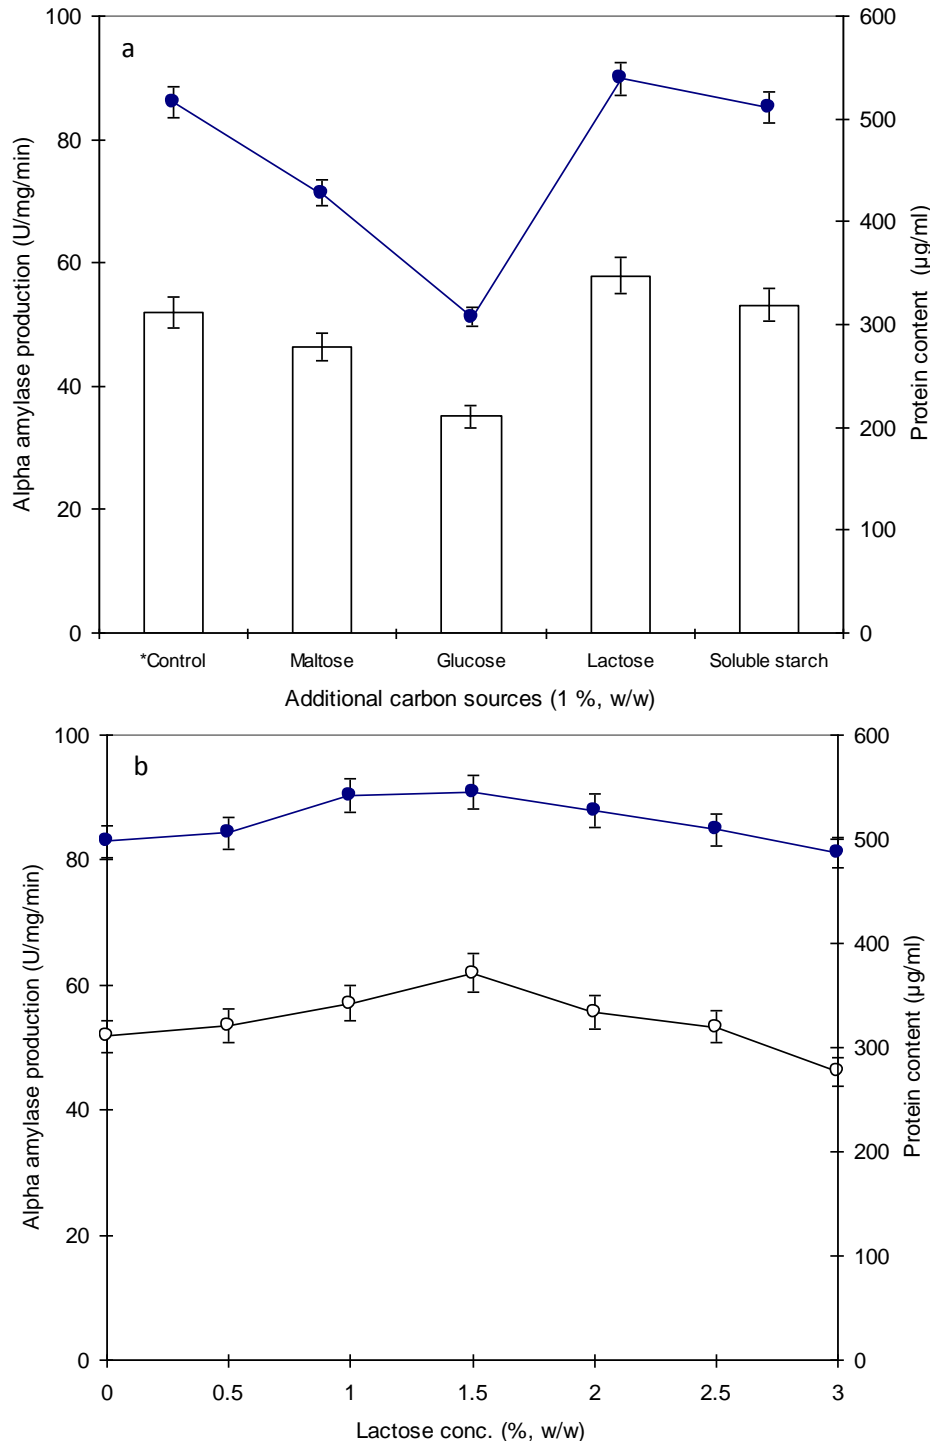 a
Alpha amylase production (U/mg/min)
100
80
60
40
20
0
600
500
400
300
200
100
0
Protein content (µg/ml)
*Control Maltose Glucose Lactose Soluble starch
Additional carbon sources (1 %, w/w)
b
Alpha amylase production (U/mg/min)
100
80
60
40
20
0
600
500
400
300
200
100
0
Protein content (µg/ml)
0 0.5 1 1.5 2 2.5 3
Lactose conc. (%, w/w)